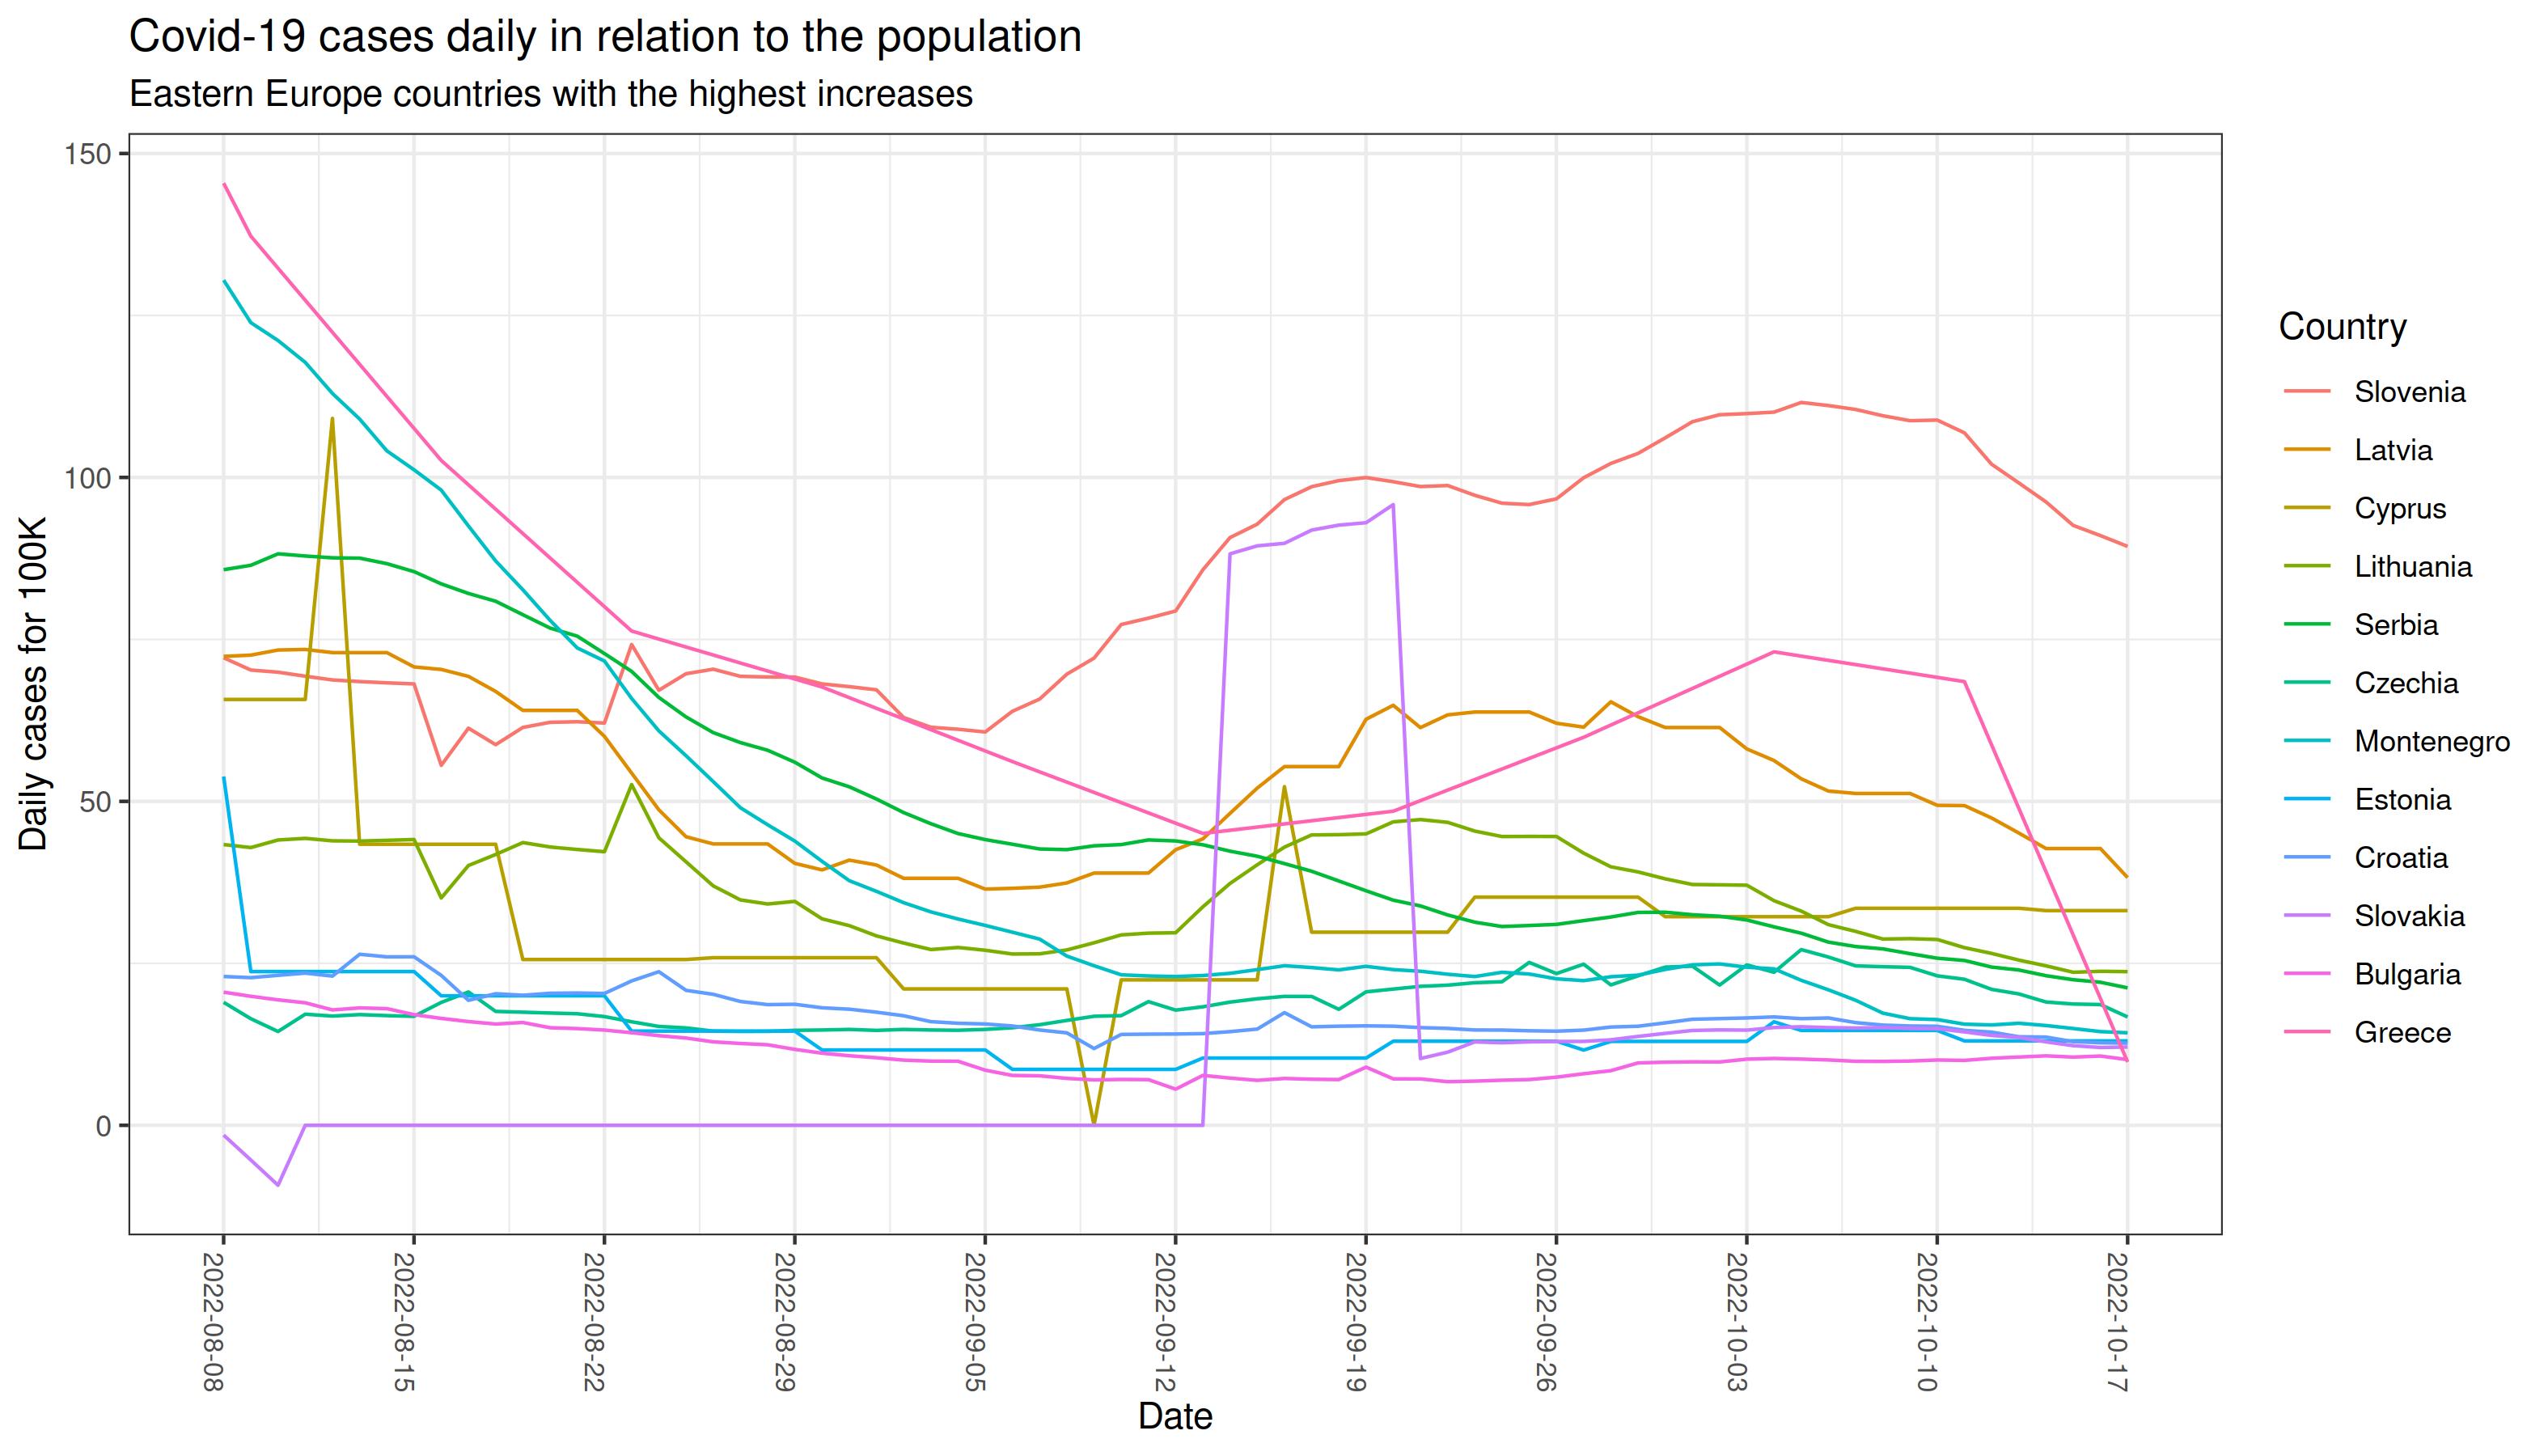 Covid-19 cases daily in relation to the population
Eastern Europe countries with the highest increases
Daily cases for 100K
150
100
50
0
2022-08-08
2022-08-15
2022-08-22
2022-08-29
2022-09-05
2022-09-12
2022-09-19
2022-09-26
2022-10-03
2022-10-10
2022-10-17
Date
Country
Slovenia
Latvia
Cyprus
Lithuania
Serbia
Czechia
Montenegro
Estonia
Croatia
Slovakia
Bulgaria
Greece